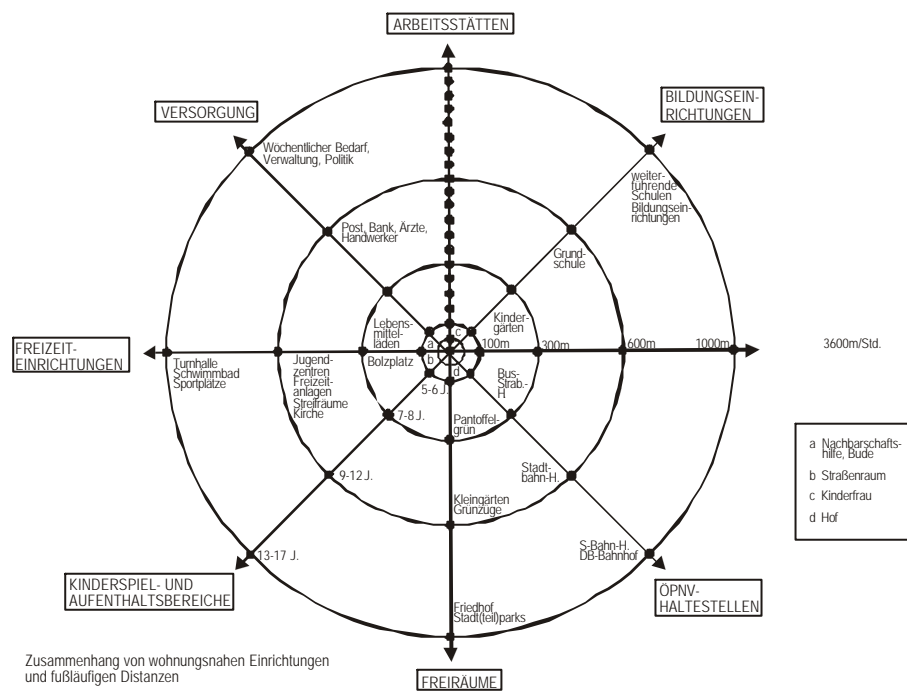 ARBEITSSTÄTTEN
VERSORGUNG
BILDUNGSEIN-
RICHTUNGEN
Wöchentlicher Bedarf,
Verwaltung, Politik
weiter-
führende
Schulen
Bildungsein-
richtungen
Post, Bank, Ärzte,
Handwerker
Grund-
schule
Lebens-
mittel-
läden
Kinder-
gärten
a
c
b
d
FREIZEIT-
EINRICHTUNGEN
100m
300m
600m
1000m
3600m/Std.
Turnhalle
Schwimmbad
Sportplätze
Jugend-
zentren
Freizeit-
anlagen
Streifräume
Kirche
Bolzplatz
Bus-
Strab.-
H.
5-6 J.
7-8 J.
Pantoffel-
grün
9-12 J.
Stadt-
bahn-H.
Kleingärten
Grünzüge
13-17 J.
S-Bahn-H.
DB-Bahnhof
a Nachbarschafts-
hilfe, Bude
b Straßenraum
c Kinderfrau
d Hof
KINDERSPIEL- UND
AUFENTHALTSBEREICHE
ÖPNV-
HALTESTELLEN
Friedhof
Stadt(teil)parks
FREIRÄUME
Zusammenhang von wohnungsnahen Einrichtungen
und fußläufigen Distanzen